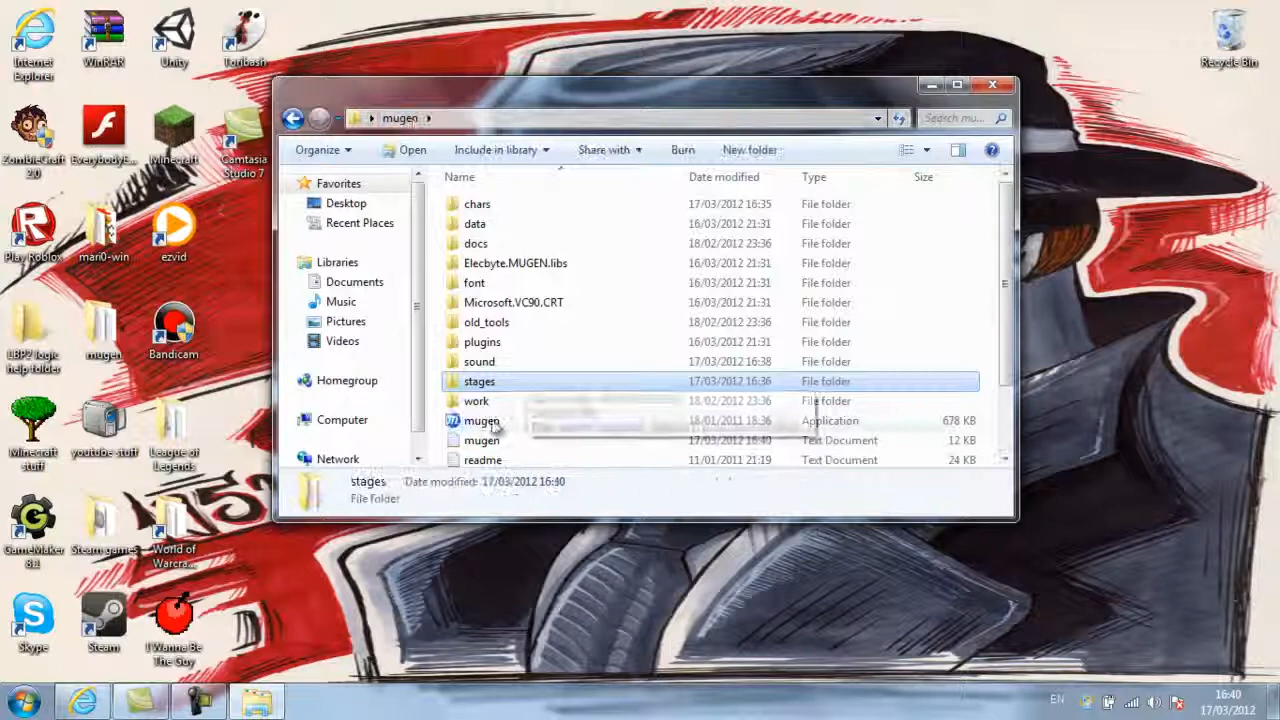 Internet Explorer
WinRAR
Unity
Toribash
Recycle Bin
ZombieCraft 2.0
EverybodyE...
Minecraft
Camtasia Studio 7
Play Roblox
mari0-win
ezvid
LBP2 logic help folder
mugen
Bandicam
Minecraft stuff
youtube stuff
League of Legends
GameMaker 8.1
Steam games
World of Warcra...
Skype
Steam
I Wanna Be The Guy
mugen
Search mu...
Organize
Open
Include in library
Share with
Burn
New folder
Favorites
Desktop
Recent Places
Libraries
Documents
Music
Pictures
Videos
Homegroup
Computer
Network
Name Date modified Type Size
chars 17/03/2012 16:35 File folder
data 16/03/2012 21:31 File folder
docs 18/02/2012 23:36 File folder
Elecbyte.MUGEN.libs 16/03/2012 21:31 File folder
font 16/03/2012 21:31 File folder
Microsoft.VC90.CRT 16/03/2012 21:31 File folder
old_tools 18/02/2012 23:36 File folder
plugins 16/03/2012 21:31 File folder
sound 17/03/2012 16:38 File folder
stages 17/03/2012 16:36 File folder
work 18/02/2012 23:36 File folder
mugen 18/01/2011 18:36 Application 678 KB
mugen 17/03/2012 16:40 Text Document 12 KB
readme 11/01/2011 21:19 Text Document 24 KB
stages Date modified: 17/03/2012 16:40
File Folder
EN
16:40
17/03/2012